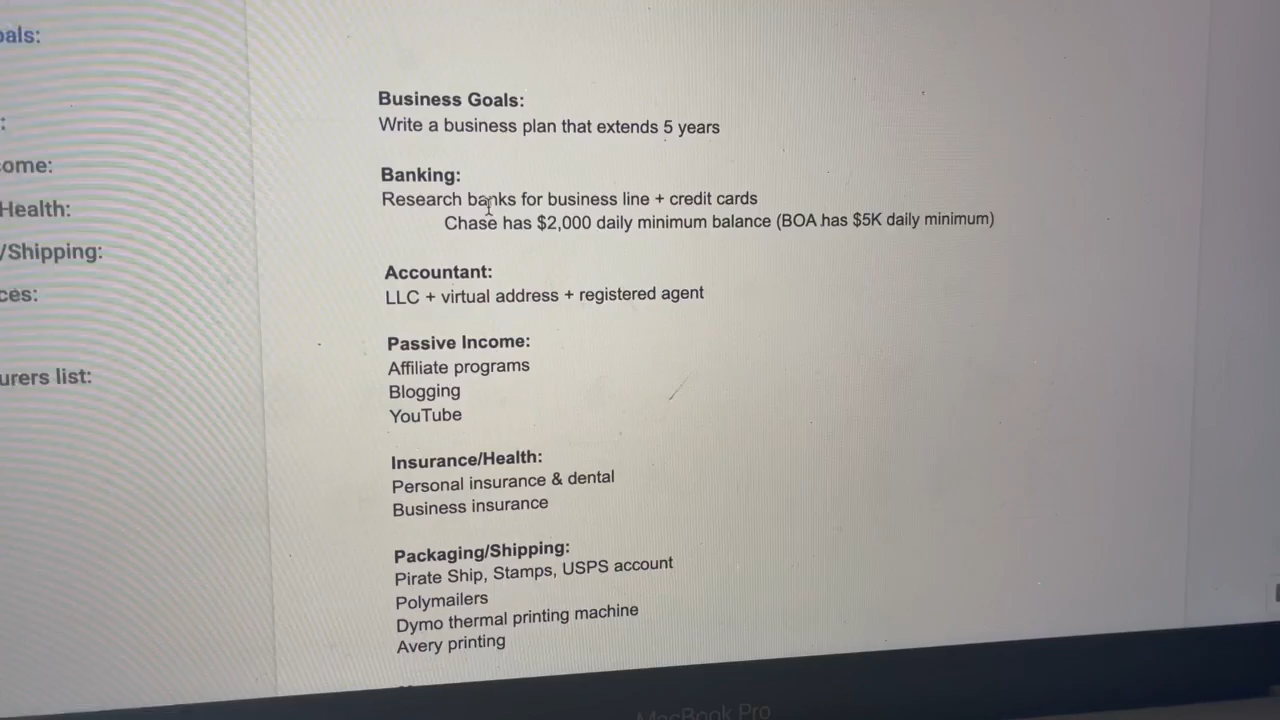 oals:
:
ome:
Health:
/Shipping:
ces:
urers list:
Business Goals:
Write a business plan that extends 5 years
Banking:
Research banks for business line + credit cards
Chase has $2,000 daily minimum balance (BOA has $5K daily minimum)
Accountant:
LLC + virtual address + registered agent
Passive Income:
Affiliate programs
Blogging
YouTube
Insurance/Health:
Personal insurance & dental
Business insurance
Packaging/Shipping:
Pirate Ship, Stamps, USPS account
Polymailers
Dymo thermal printing machine
Avery printing
MacBook Pro